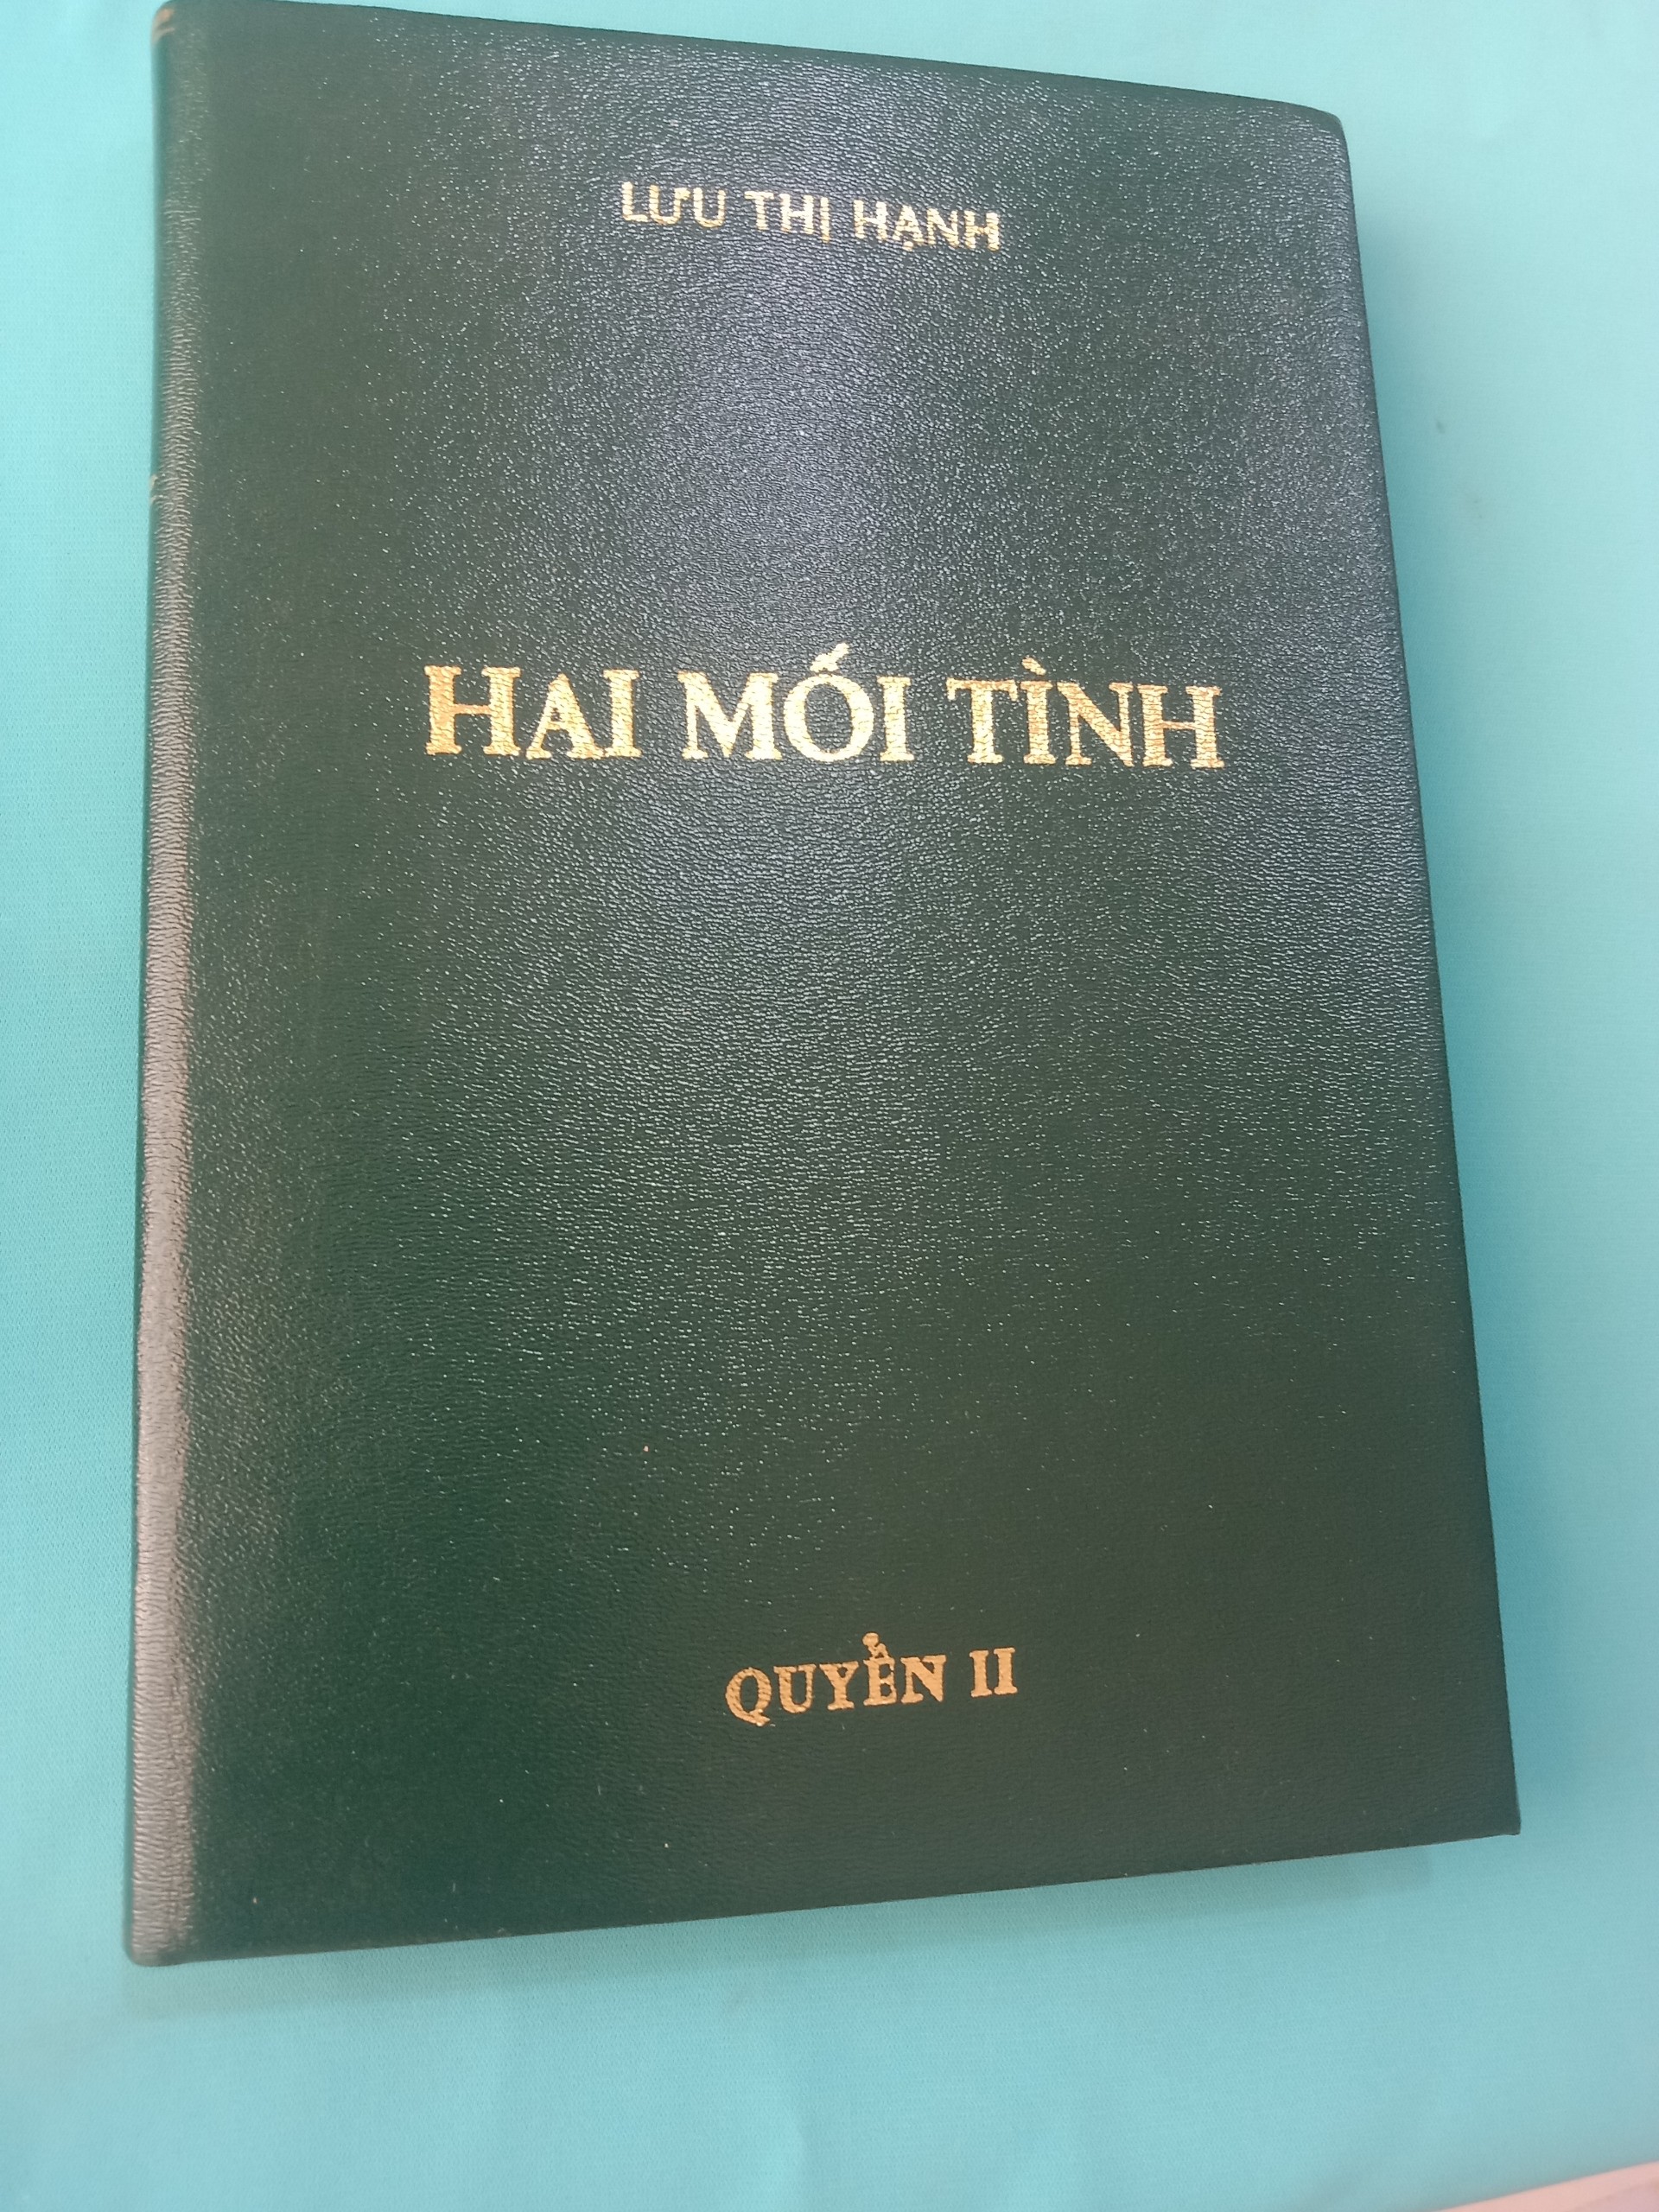 LƯU THỊ HẠNH
HAI MỐI TÌNH
QUYỂN II